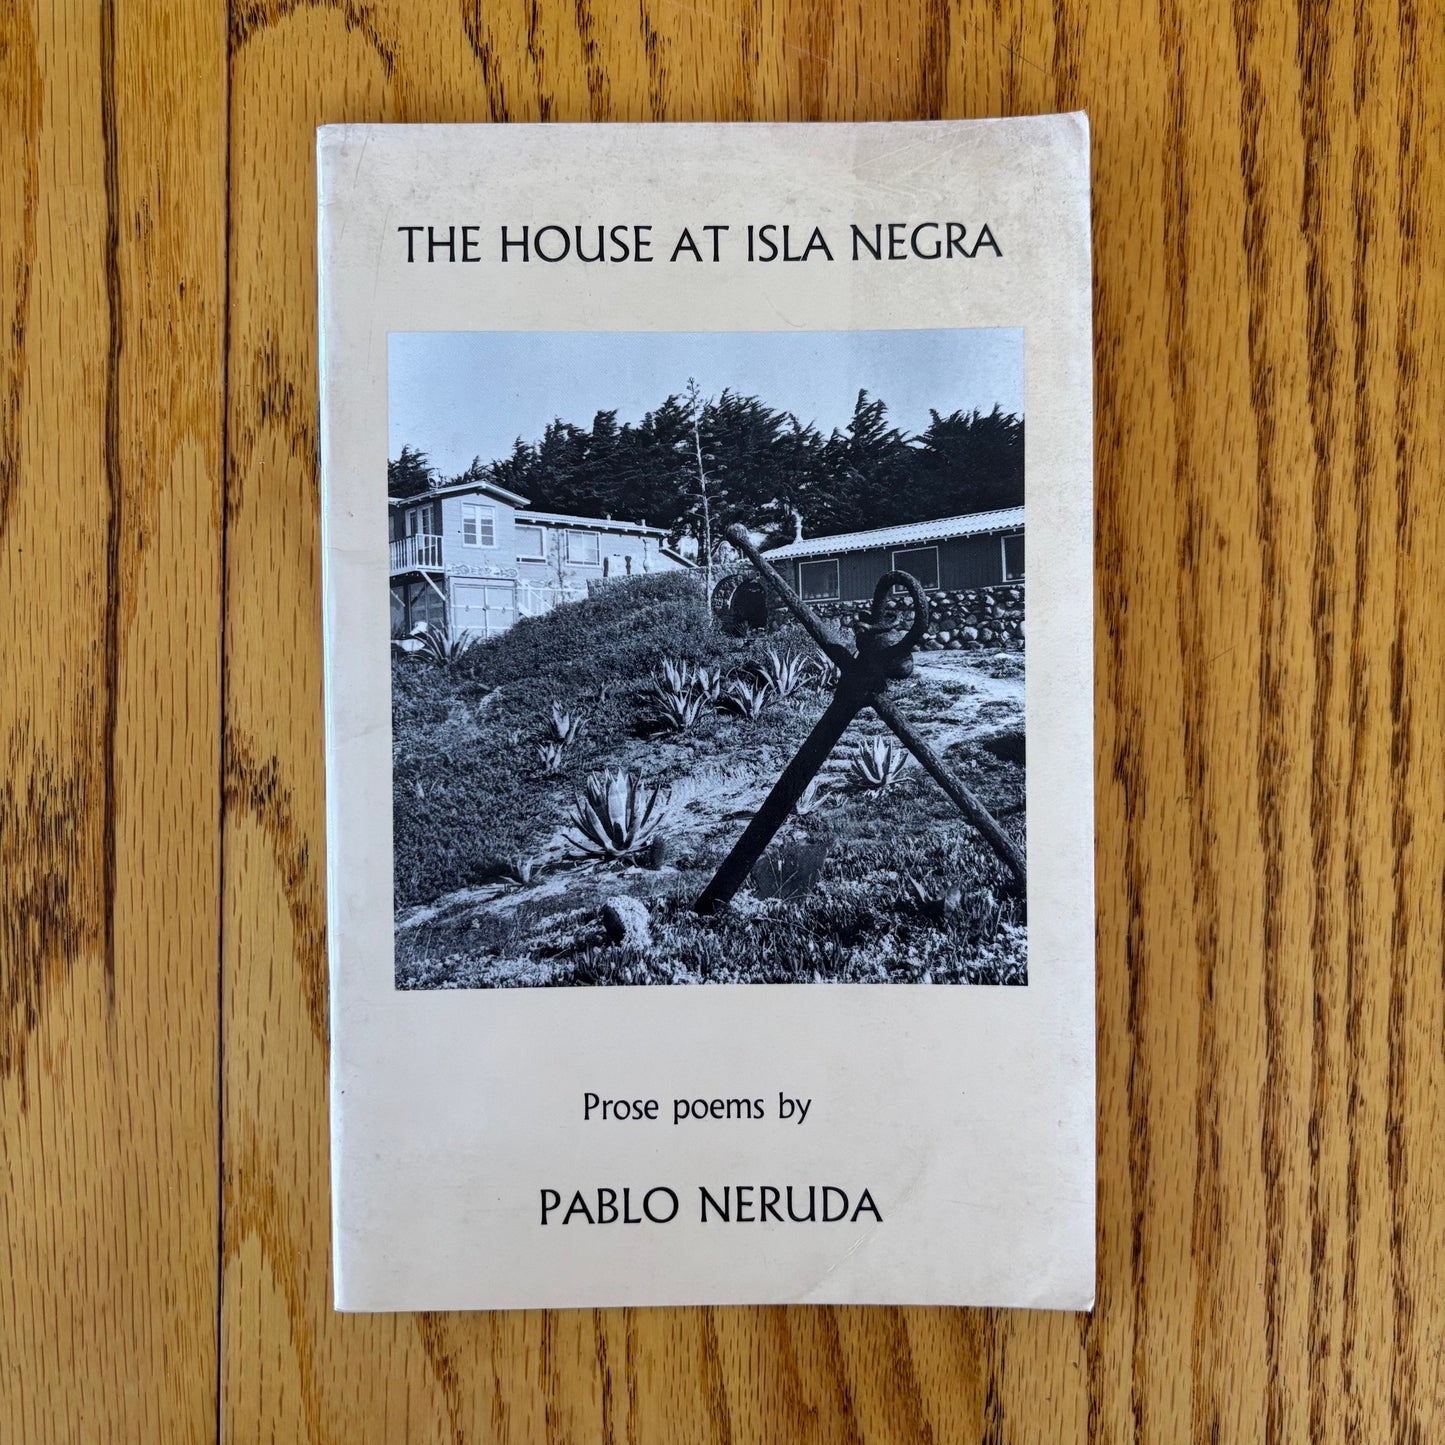 THE HOUSE AT ISLA NEGRA
Prose poems by
PABLO NERUDA